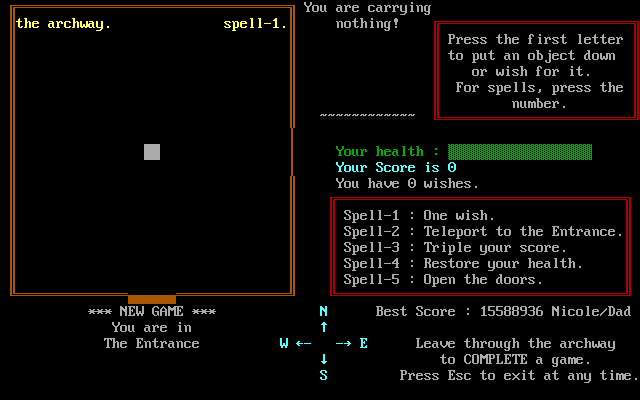 You are carrying
nothing!
the archway. spell-1.
Press the first letter
to put an object down
or wish for it.
For spells, press the
number.
~~~~~~~~~~~~
Your health :
Your Score is 0
You have 0 wishes.
Spell-1 : One wish.
Spell-2 : Teleport to the Entrance.
Spell-3 : Triple your score.
Spell-4 : Restore your health.
Spell-5 : Open the doors.
*** NEW GAME ***
You are in
The Entrance
N
↑
W ←- -→ E
↓
S
Best Score : 15588936 Nicole/Dad
Leave through the archway
to COMPLETE a game.
Press Esc to exit at any time.